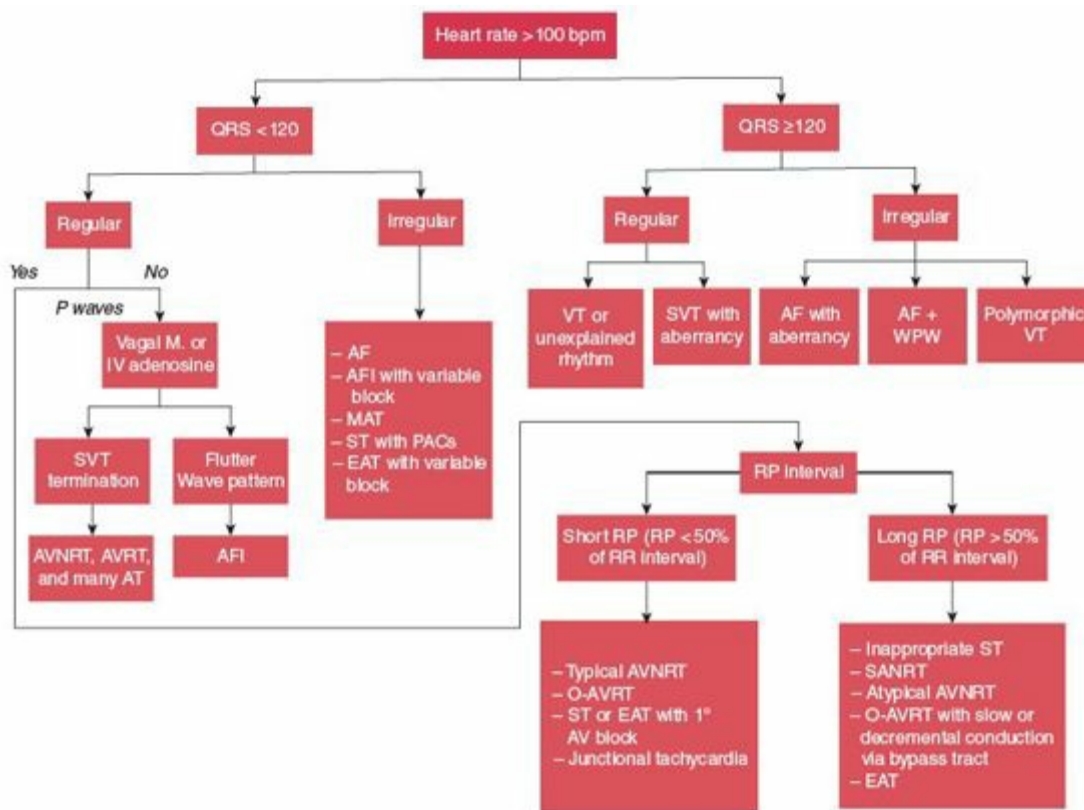 Heart rate >100 bpm
QRS <120
QRS ≥120
Regular
Irregular
Regular
Irregular
Yes
No
P waves
Vagal M. or
IV adenosine
SVT
termination
Flutter
Wave pattern
AVNRT, AVRT,
and many AT
AFI
– AF
– AFI with variable
block
– MAT
– ST with PACs
– EAT with variable
block
VT or
unexplained
rhythm
SVT with
aberrancy
AF with
aberrancy
AF +
WPW
Polymorphic
VT
RP Interval
Short RP (RP <50%
of RR interval)
Long RP (RP >50%
of RR interval)
– Typical AVNRT
– O-AVRT
– ST or EAT with 1°
AV block
– Junctional tachycardia
– Inappropriate ST
– SANRT
– Atypical AVNRT
– O-AVRT with slow or
decremental conduction
via bypass tract
– EAT